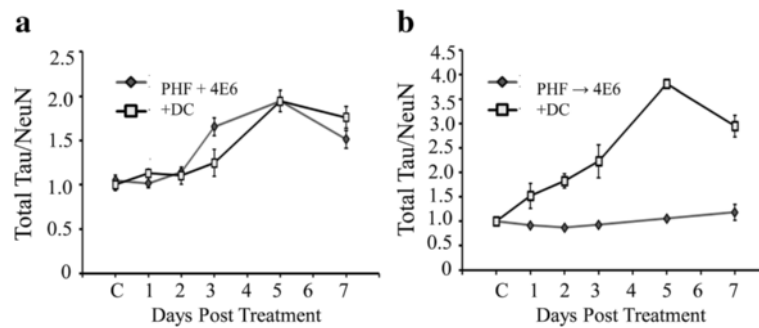 a
Total Tau/NeuN
2.5
2.0
1.5
1.0
0.5
0
PHF + 4E6
+DC
C 1 2 3 4 5 6 7
Days Post Treatment
b
Total Tau/NeuN
4.5
4.0
3.5
3.0
2.5
2.0
1.5
1.0
0.5
0
PHF → 4E6
+DC
C 1 2 3 4 5 6 7
Days Post Treatment